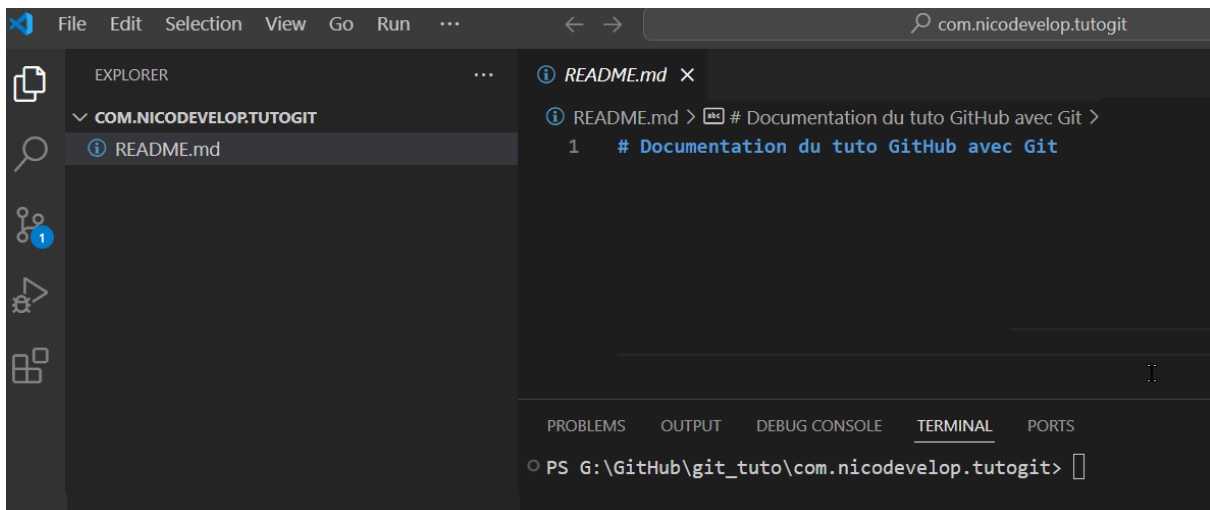 File Edit Selection View Go Run ··· ← → com.nicodevelop.tutogit
EXPLORER ···
COM.NICODEVELOP.TUTOGIT
README.md
1
README.md ×
README.md > abc # Documentation du tuto GitHub avec Git >
1 # Documentation du tuto GitHub avec Git
PROBLEMS OUTPUT DEBUG CONSOLE TERMINAL PORTS
PS G:\GitHub\git_tuto\com.nicodevelop.tutogit>